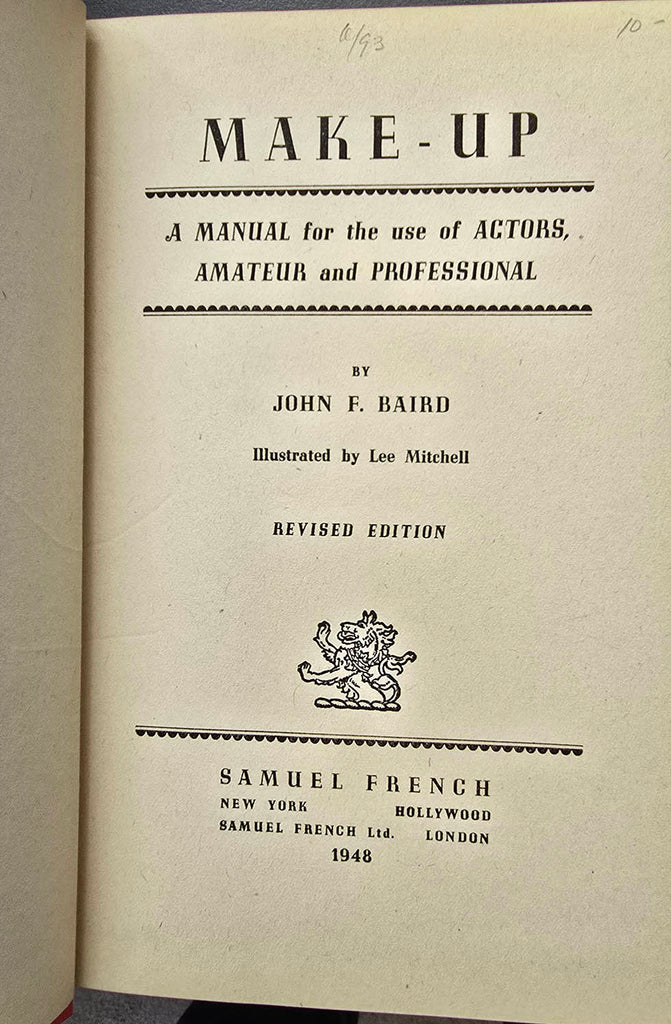 6/93
10-
MAKE-UP
A MANUAL for the use of ACTORS,
AMATEUR and PROFESSIONAL
BY
JOHN F. BAIRD
Illustrated by Lee Mitchell
REVISED EDITION
SAMUEL FRENCH
NEW YORK HOLLYWOOD
SAMUEL FRENCH Ltd. LONDON
1948